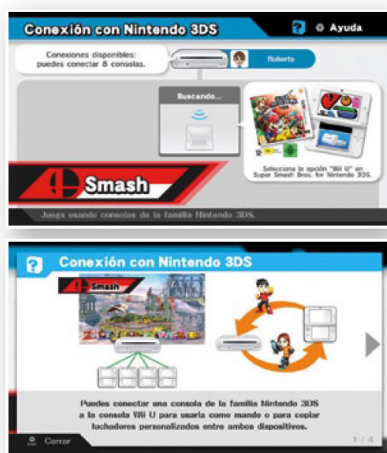 Conexión con Nintendo 3DS
? Ayuda
Conexiones disponibles:
puedes conectar 8 consolas.
Roberto
Buscando...
Selecciona la opción "Wii U" en
Super Smash Bros. for Nintendo 3DS.
Smash
Juega usando consolas de la familia Nintendo 3DS.
? Conexión con Nintendo 3DS
Smash
Puedes conectar una consola de la familia Nintendo 3DS
a la consola Wii U para usarla como mando o para copiar
luchadores personalizados entre ambos dispositivos.
Cerrar
1 / 4